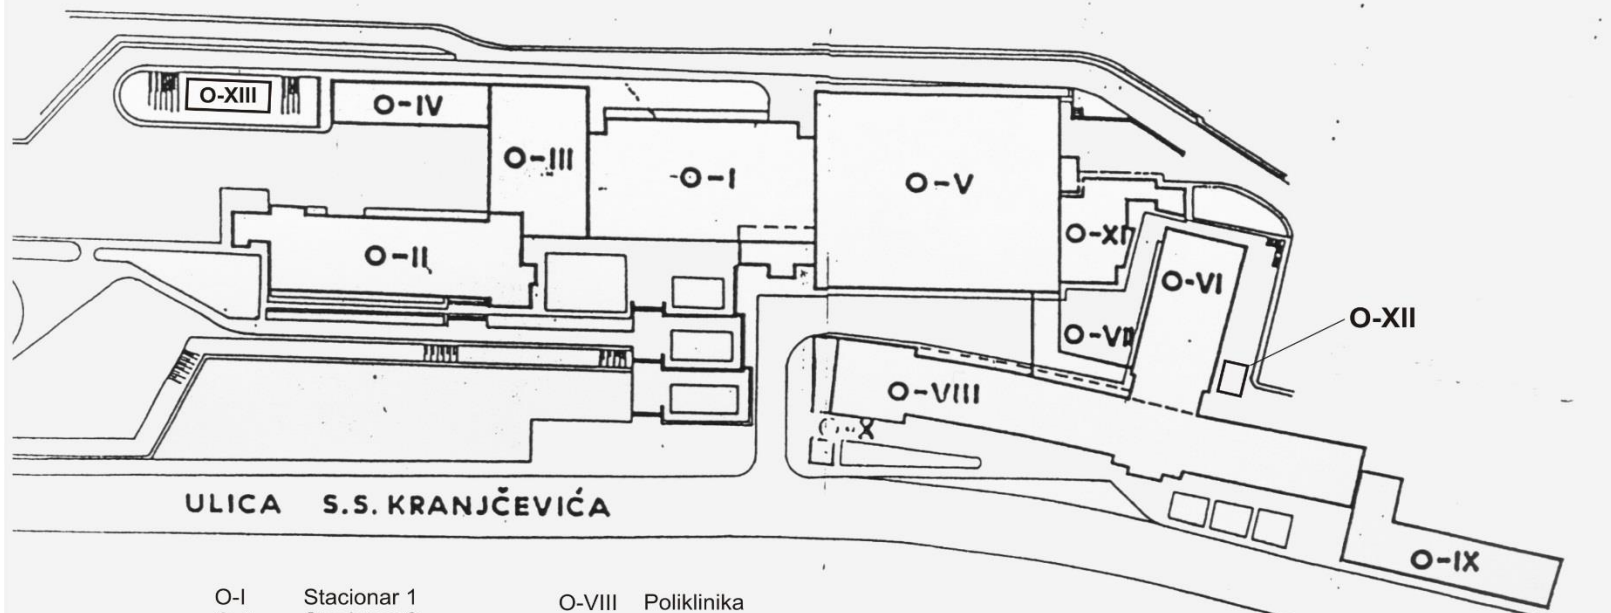 O-XIII
O-IV
O-III
O-I
O-V
O-II
O-XI
O-VI
O-VII
O-XII
O-VIII
O-X
O-IX
ULICA S.S. KRANJČEVIĆA
O-I Stacionar 1
O-VIII Poliklinika